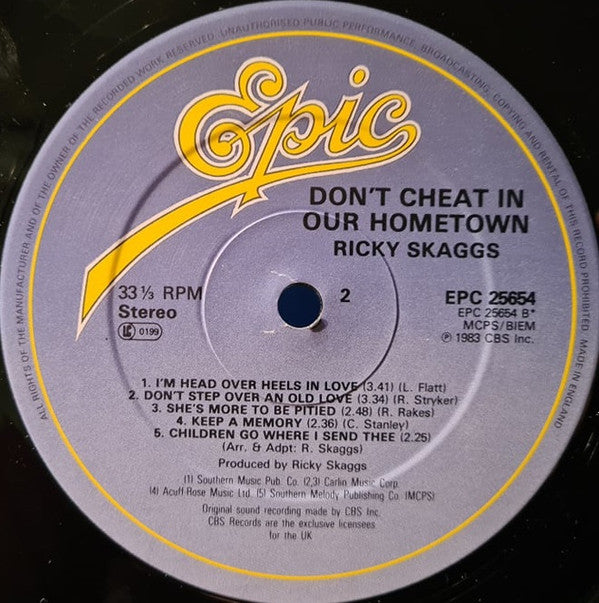 ALL RIGHTS OF THE MANUFACTURER AND OF THE OWNER OF THE RECORDED WORK RESERVED. UNAUTHORISED PUBLIC PERFORMANCE, BROADCASTING, COPYING AND RENTAL OF THIS RECORD PROHIBITED. MADE IN ENGLAND.
Epic
DON'T CHEAT IN
OUR HOMETOWN
RICKY SKAGGS
33 ⅓ RPM
Stereo
LC 0199
2
EPC 25654
EPC 25654 B*
MCPS/BIEM
℗ 1983 CBS Inc.
1. I'M HEAD OVER HEELS IN LOVE (3.41) (L. Flatt)
2. DON'T STEP OVER AN OLD LOVE (3.34) (R. Stryker)
3. SHE'S MORE TO BE PITIED (2.48) (R. Rakes)
4. KEEP A MEMORY (2.36) (C. Stanley)
5. CHILDREN GO WHERE I SEND THEE (2.25)
(Arr. & Adpt: R. Skaggs)
Produced by Ricky Skaggs
(1) Southern Music Pub. Co. (2,3) Carlin Music Corp.
(4) Acuff Rose Music Ltd. (5) Southern Melody Publishing Co. (MCPS)
Original sound recording made by CBS Inc.
CBS Records are the exclusive licensees
for the UK